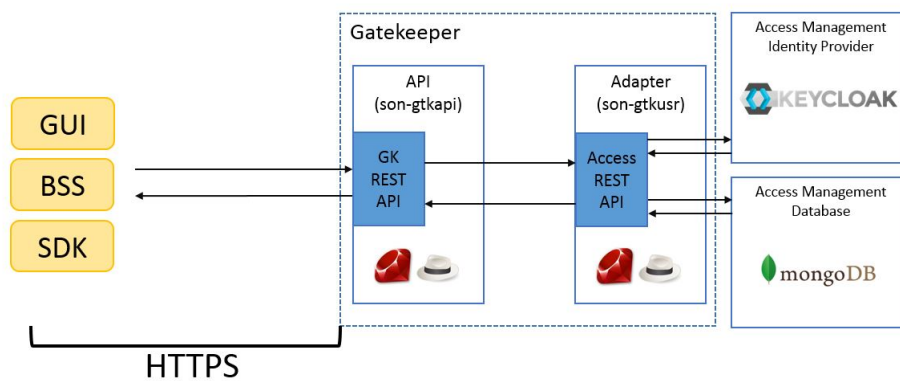 Gatekeeper
API
(son-gtkapi)
GK
REST
API
Adapter
(son-gtkusr)
Access
REST
API
Access Management
Identity Provider
KEYCLOAK
Access Management
Database
mongoDB
GUI
BSS
SDK
HTTPS